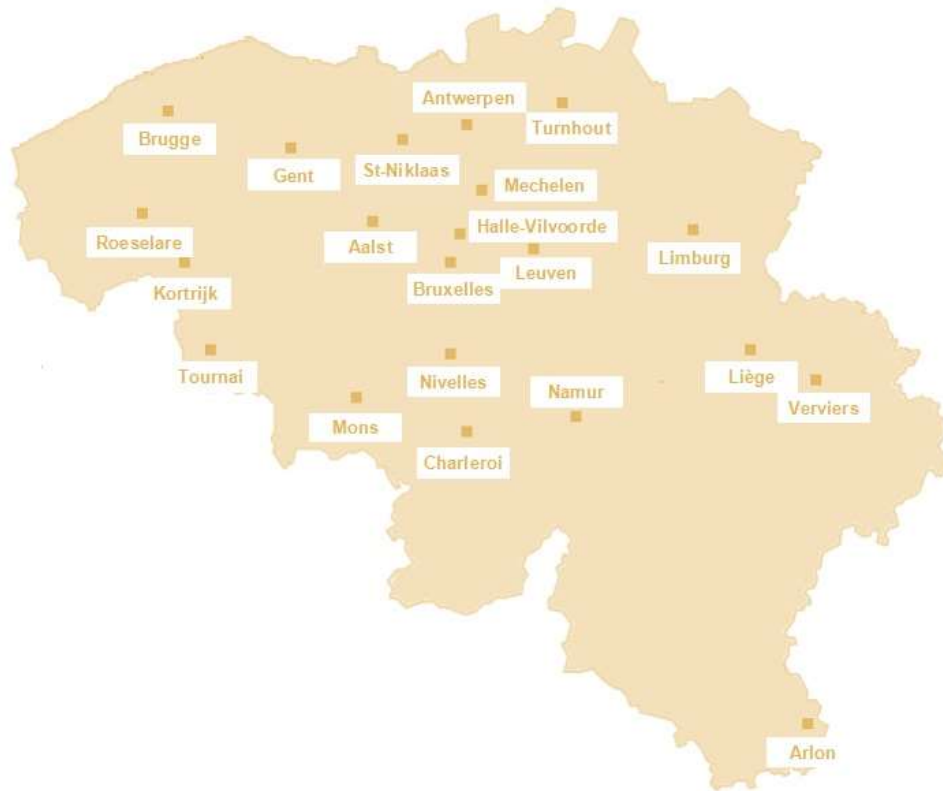 Antwerpen
Turnhout
Brugge
Gent
St-Niklaas
Mechelen
Roeselare
Aalst
Halle-Vilvoorde
Limburg
Leuven
Bruxelles
Kortrijk
Tournai
Nivelles
Namur
Liège
Verviers
Mons
Charleroi
Arlon